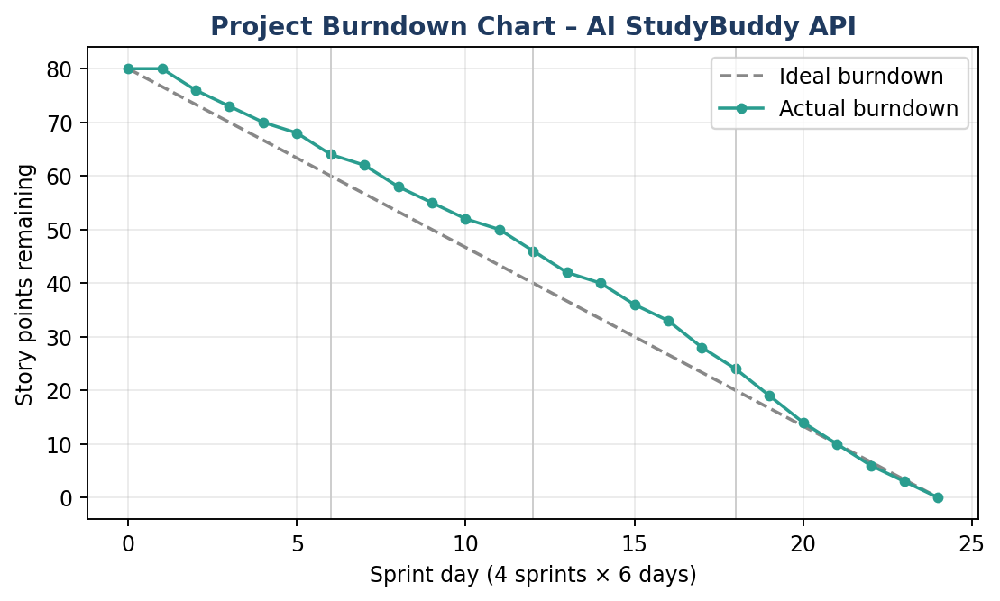 Project Burndown Chart – AI StudyBuddy API
Ideal burndown
Actual burndown
Story points remaining
80
70
60
50
40
30
20
10
0
0 5 10 15 20 25
Sprint day (4 sprints × 6 days)